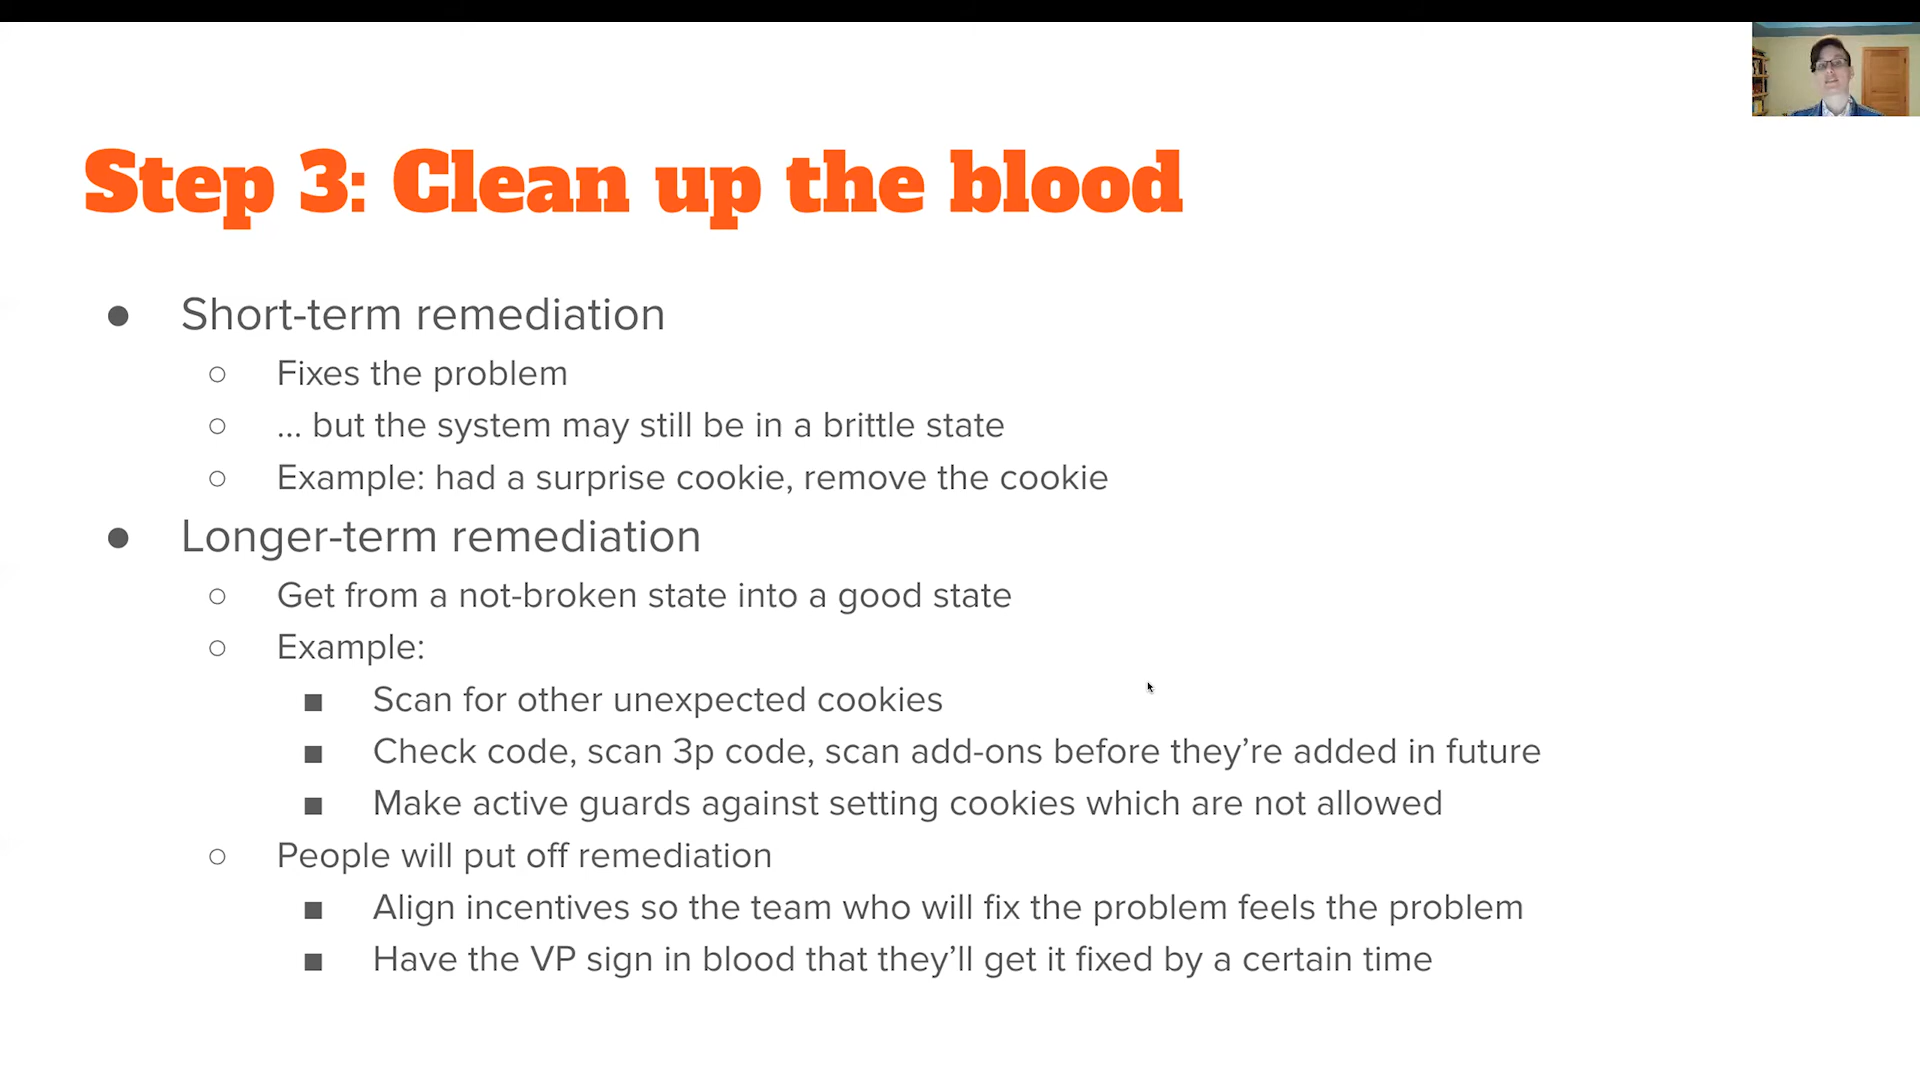 Step 3: Clean up the blood
● Short-term remediation
○ Fixes the problem
○ ... but the system may still be in a brittle state
○ Example: had a surprise cookie, remove the cookie
● Longer-term remediation
○ Get from a not-broken state into a good state
○ Example:
■ Scan for other unexpected cookies
■ Check code, scan 3p code, scan add-ons before they’re added in future
■ Make active guards against setting cookies which are not allowed
○ People will put off remediation
■ Align incentives so the team who will fix the problem feels the problem
■ Have the VP sign in blood that they’ll get it fixed by a certain time